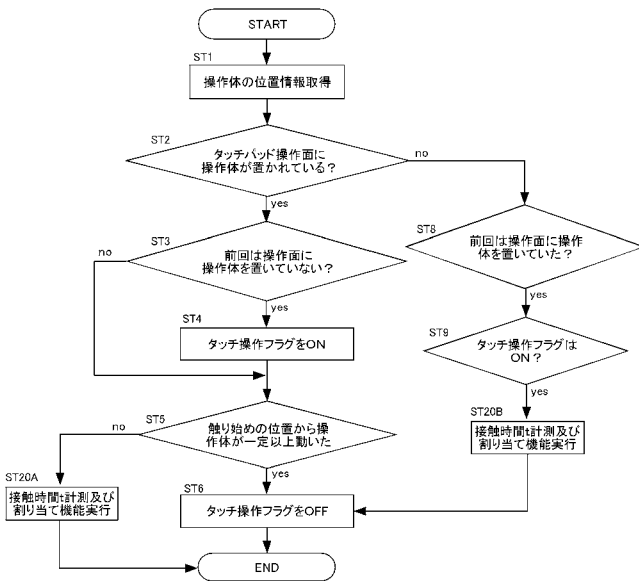 START
ST1
操作体の位置情報取得
ST2
タッチパッド操作面に
操作体が置かれている？
no
yes
ST3
前回は操作面に
操作体を置いていない？
no
yes
ST8
前回は操作面に操作
体を置いていた？
yes
ST4
タッチ操作フラグをON
ST9
タッチ操作フラグは
ON？
yes
ST5
触り始めの位置から操
作体が一定以上動いた
no
yes
ST20B
接触時間t計測及び
割り当て機能実行
ST20A
接触時間t計測及び
割り当て機能実行
ST6
タッチ操作フラグをOFF
END